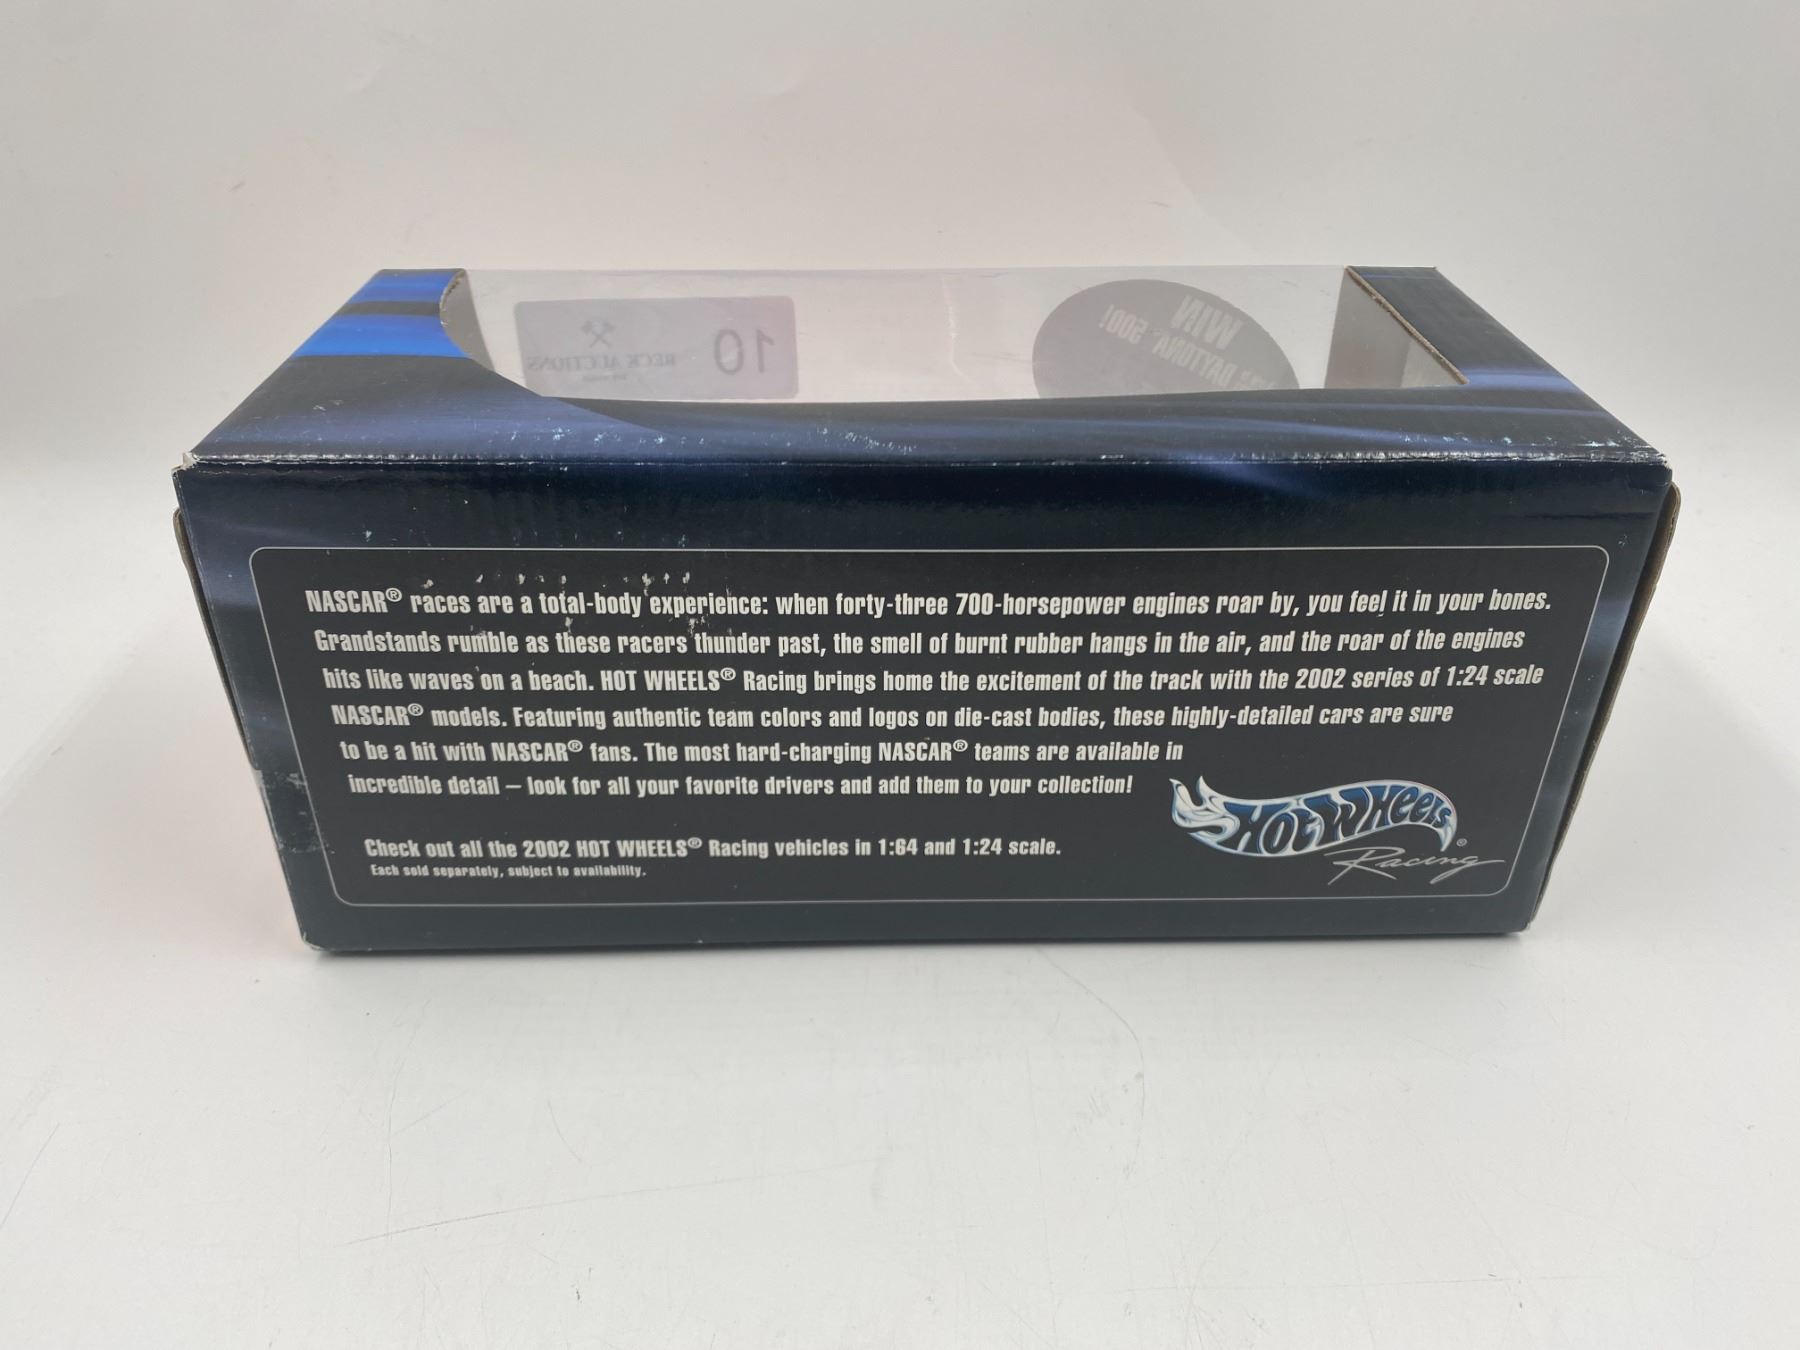 WIN
DAYTONA 500!
10
BECK AUCTIONS
NASCAR® races are a total-body experience: when forty-three 700-horsepower engines roar by, you feel it in your bones.
Grandstands rumble as these racers thunder past, the smell of burnt rubber hangs in the air, and the roar of the engines
hits like waves on a beach. HOT WHEELS® Racing brings home the excitement of the track with the 2002 series of 1:24 scale
NASCAR® models. Featuring authentic team colors and logos on die-cast bodies, these highly-detailed cars are sure
to be a hit with NASCAR® fans. The most hard-charging NASCAR® teams are available in
incredible detail – look for all your favorite drivers and add them to your collection!
Check out all the 2002 HOT WHEELS® Racing vehicles in 1:64 and 1:24 scale.
Each sold separately, subject to availability.
HOT WHEELS®
Racing